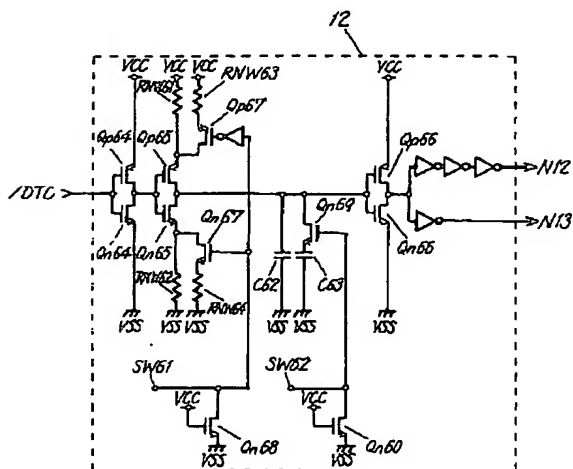 12
VCC VCC VCC VCC
RNW61 RNW63
Qp67
Qp64 Qp65 Qp66
/DTC
N12
Qn67 Qn69
N13
Qn64 Qn65 Qn66
RNW62 RNW64 C62 C63
VSS VSS VSS VSS VSS VSS
SW61 SW62
VCC VCC
Qn68 Qn60
VSS VSS